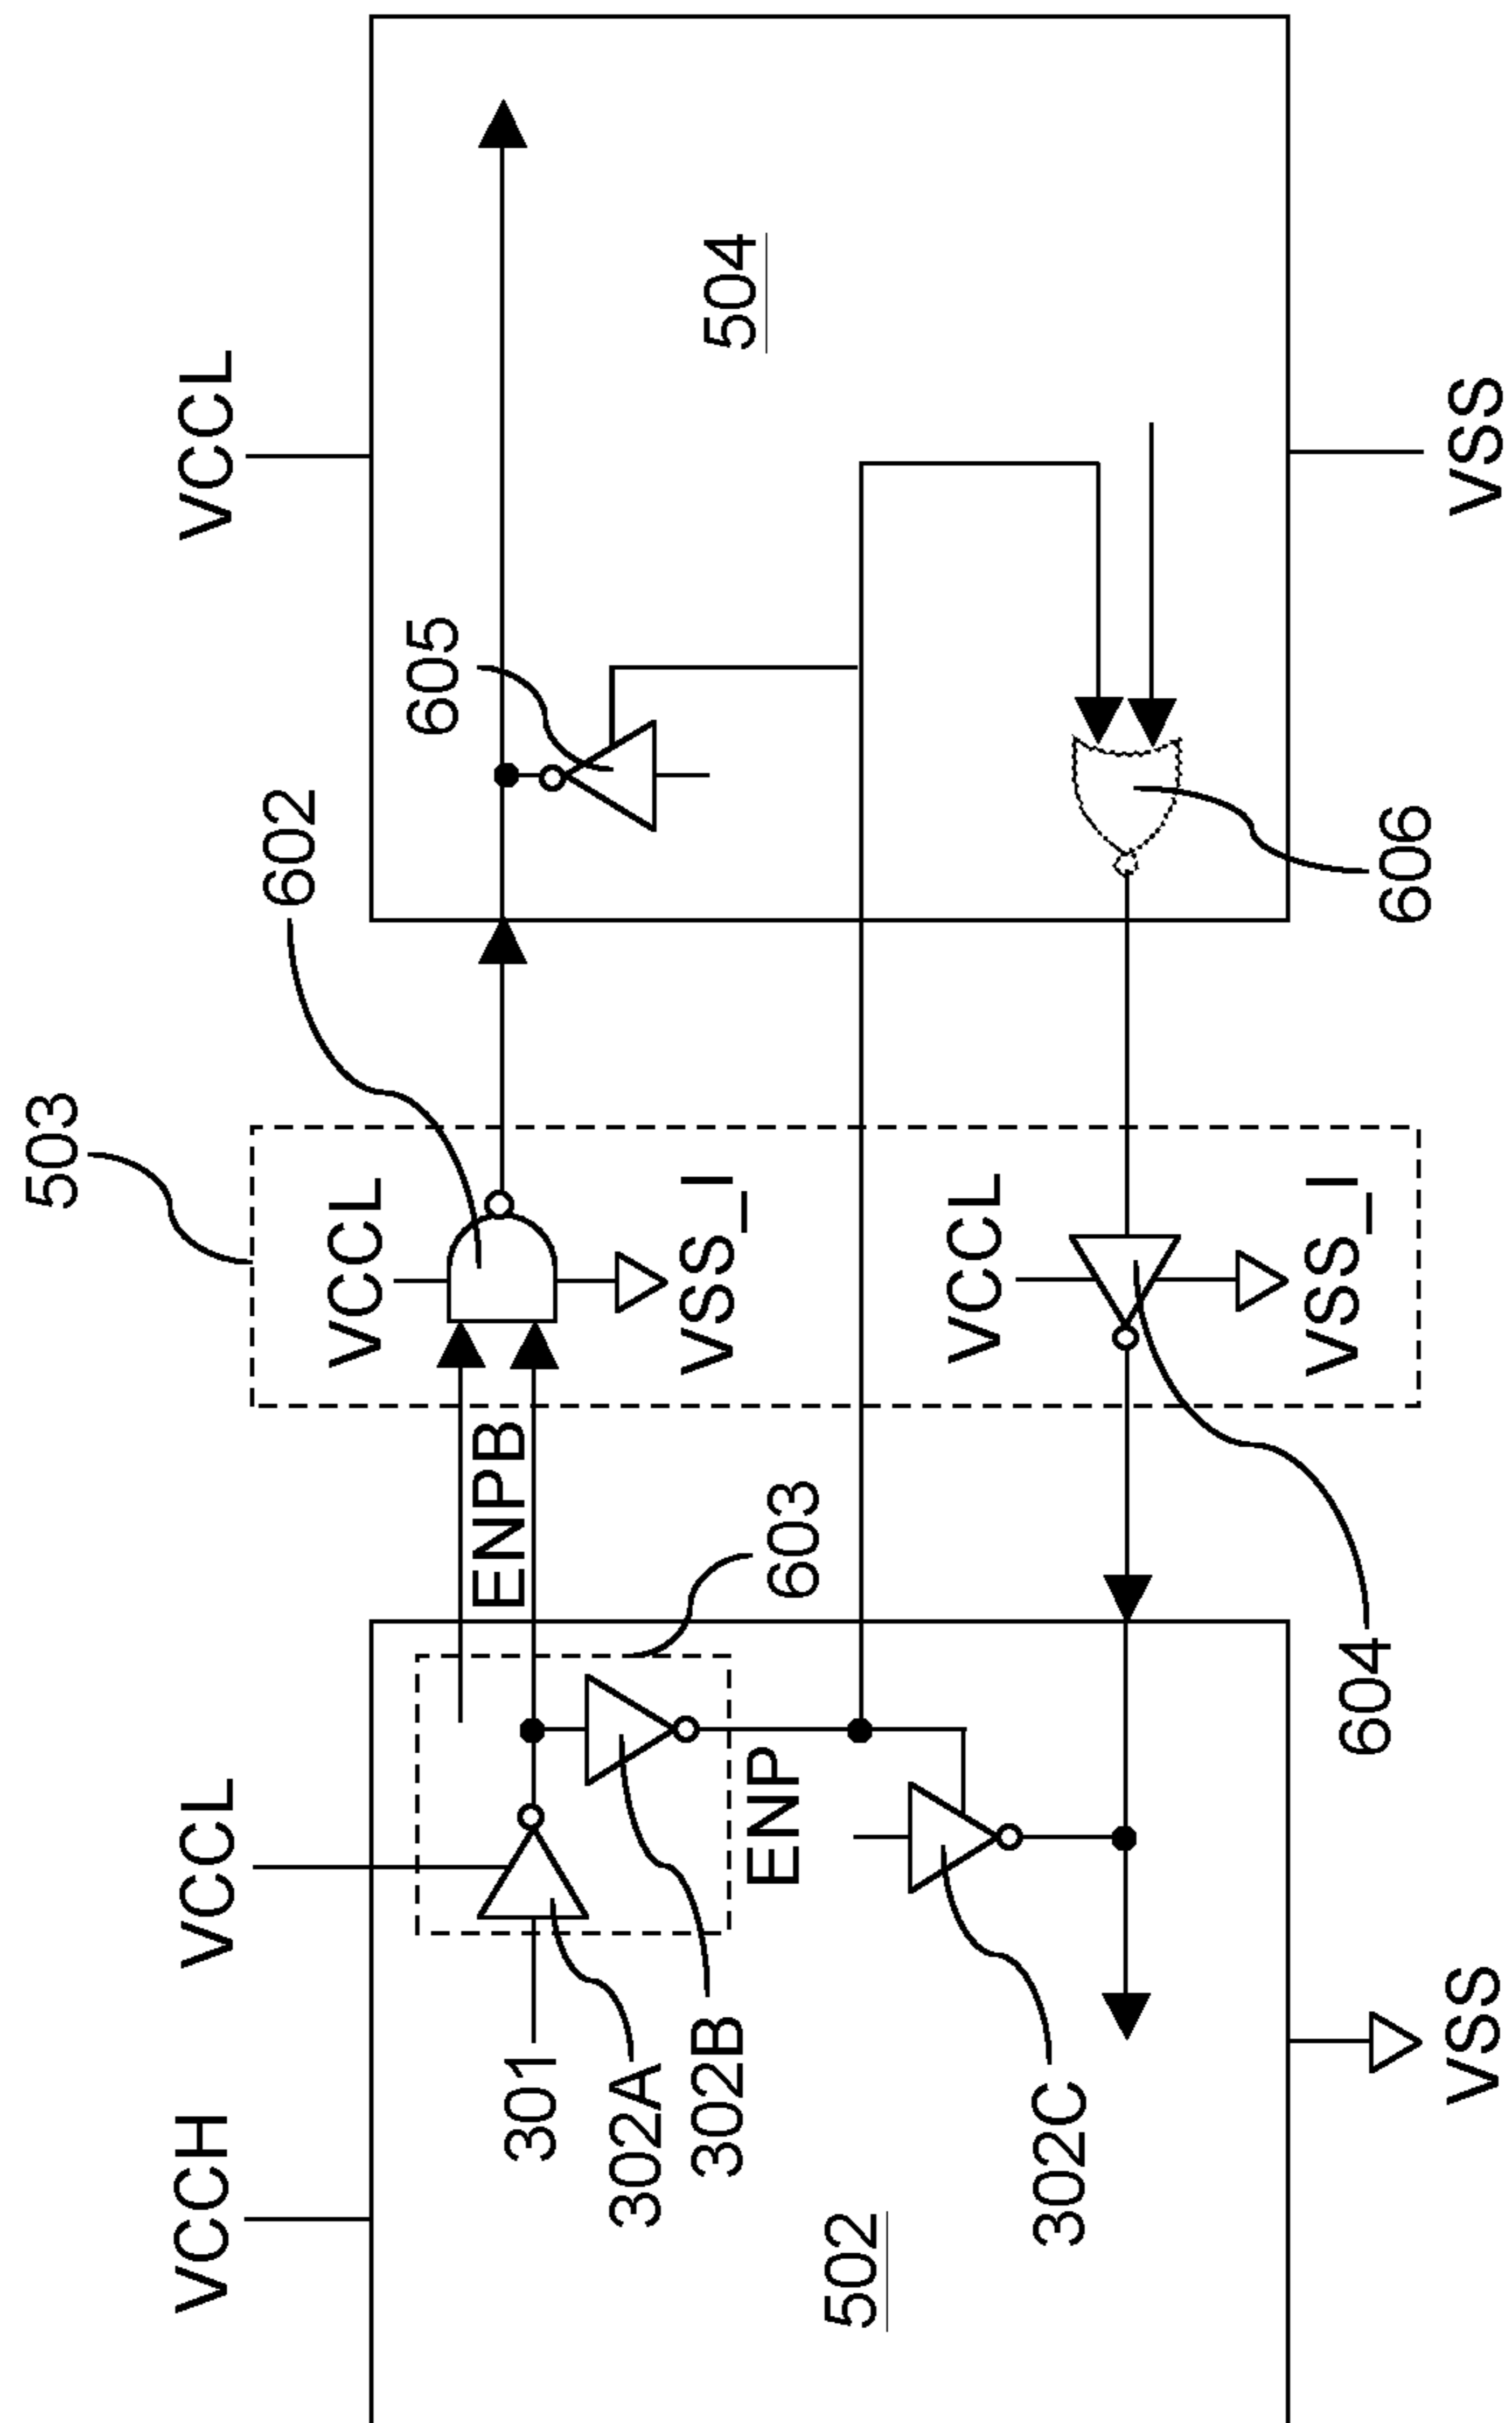 503
VCCH
VCCL
VCCL
602
VCCL
605
ENPB
301
302A
VSS_I
302B
504
ENP
603
502
VCCL
302C
VSS_I
604
606
VSS
VSS